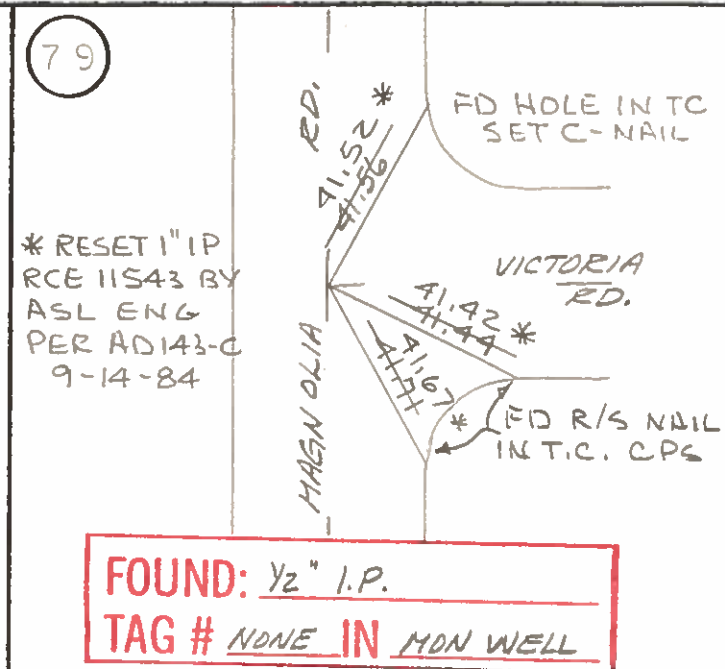 79
RD.
41.52 *
41.56
FD HOLE IN TC
SET C-NAIL
* RESET 1" IP
RCE 11543 BY
ASL ENG
PER AD143-C
9-14-84
VICTORIA
RD.
41.42
41.44 *
41.67
41.71
*
MAGNOLIA
FD R/S NAIL
IN T.C. CPS
FOUND: 1/2" I.P.
TAG # NONE IN MON WELL